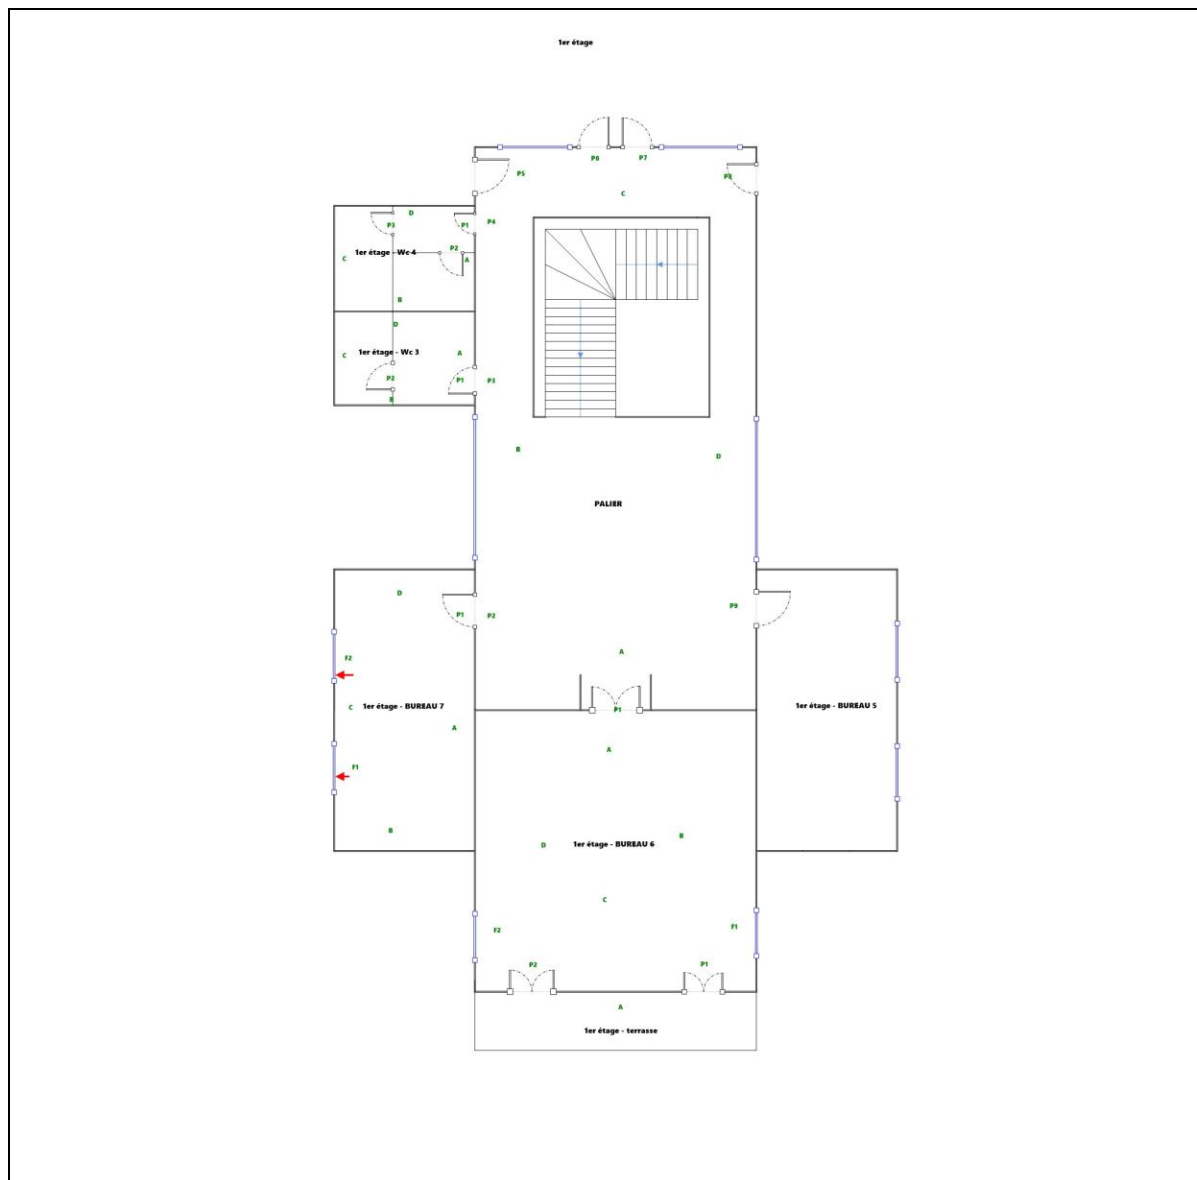 1er étage
P6
P7
P5
P8
C
D
P3
P1
P4
P2
1er étage - Wc 4
C
A
B
D
1er étage - Wc 3
C
A
P2
P1
P3
B
B
D
PALIER
D
P1
P2
P9
A
F2
C
1er étage - BUREAU 7
1er étage - BUREAU 5
P1
A
A
F1
B
B
D
1er étage - BUREAU 6
C
F2
F1
P2
P1
A
1er étage - terrasse